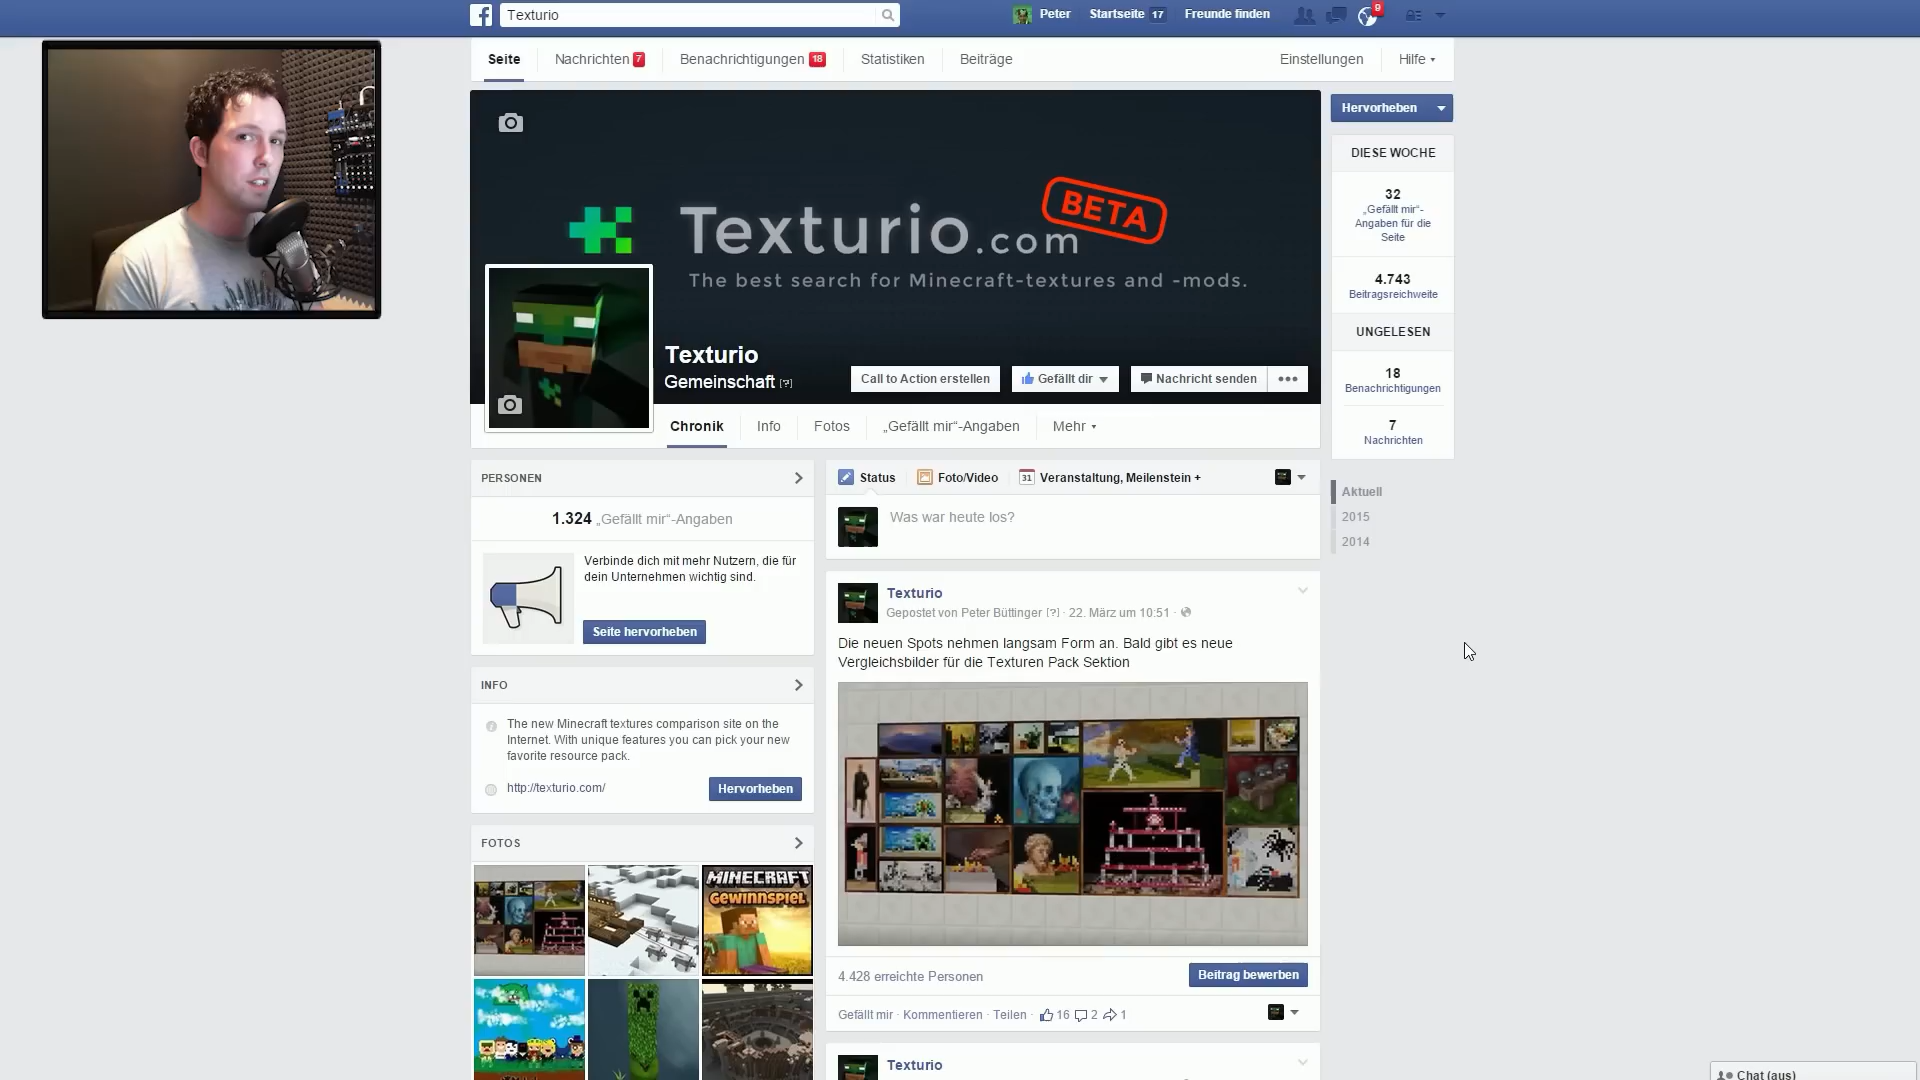 Texturio
Peter
Startseite 17
Freunde finden
9
Seite
Nachrichten 7
Benachrichtigungen 18
Statistiken
Beiträge
Einstellungen
Hilfe
Texturio.com
BETA
The best search for Minecraft-textures and -mods.
Texturio
Gemeinschaft [?]
Call to Action erstellen
Gefällt dir
Nachricht senden
•••
Chronik
Info
Fotos
„Gefällt mir“-Angaben
Mehr
Hervorheben
DIESE WOCHE
32
„Gefällt mir“-
Angaben für die
Seite
4.743
Beitragsreichweite
UNGELESEN
18
Benachrichtigungen
7
Nachrichten
Aktuell
2015
2014
PERSONEN
1.324 „Gefällt mir“-Angaben
Verbinde dich mit mehr Nutzern, die für
dein Unternehmen wichtig sind.
Seite hervorheben
INFO
The new Minecraft textures comparison site on the
Internet. With unique features you can pick your new
favorite resource pack.
http://texturio.com/
Hervorheben
FOTOS
MINECRAFT
GEWINNSPIEL
Status
Foto/Video
31 Veranstaltung, Meilenstein +
Was war heute los?
Texturio
Gepostet von Peter Büttinger [?] · 22. März um 10:51 ·
Die neuen Spots nehmen langsam Form an. Bald gibt es neue
Vergleichsbilder für die Texturen Pack Sektion
4.428 erreichte Personen
Beitrag bewerben
Gefällt mir · Kommentieren · Teilen · 16 2 1
Texturio
Chat (aus)